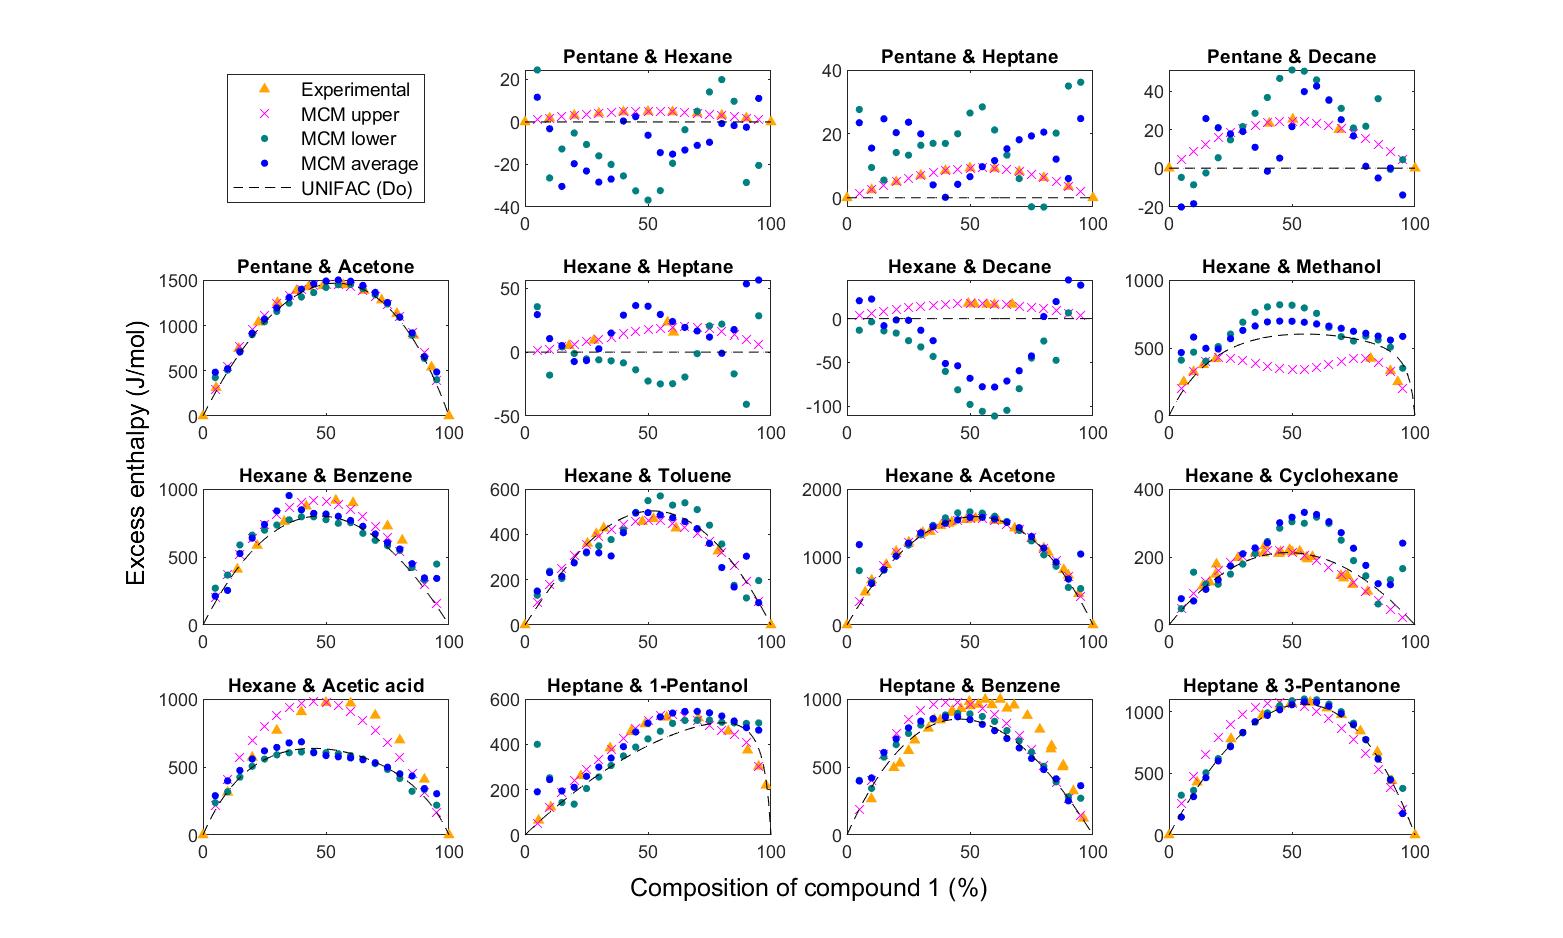 Experimental
MCM upper
MCM lower
MCM average
UNIFAC (Do)
Pentane & Hexane
20
0
-20
-40
0 50 100
Pentane & Heptane
40
20
0
0 50 100
Pentane & Decane
40
20
0
-20
0 50 100
Pentane & Acetone
1500
1000
500
0
0 50 100
Hexane & Heptane
50
0
-50
0 50 100
Hexane & Decane
0
-50
-100
0 50 100
Hexane & Methanol
1000
500
0
0 50 100
Hexane & Benzene
1000
500
0
0 50 100
Hexane & Toluene
600
400
200
0
0 50 100
Hexane & Acetone
2000
1000
0
0 50 100
Hexane & Cyclohexane
400
200
0
0 50 100
Hexane & Acetic acid
1000
500
0
0 50 100
Heptane & 1-Pentanol
600
400
200
0
0 50 100
Heptane & Benzene
1000
500
0
0 50 100
Heptane & 3-Pentanone
1000
500
0
0 50 100
Excess enthalpy (J/mol)
Composition of compound 1 (%)